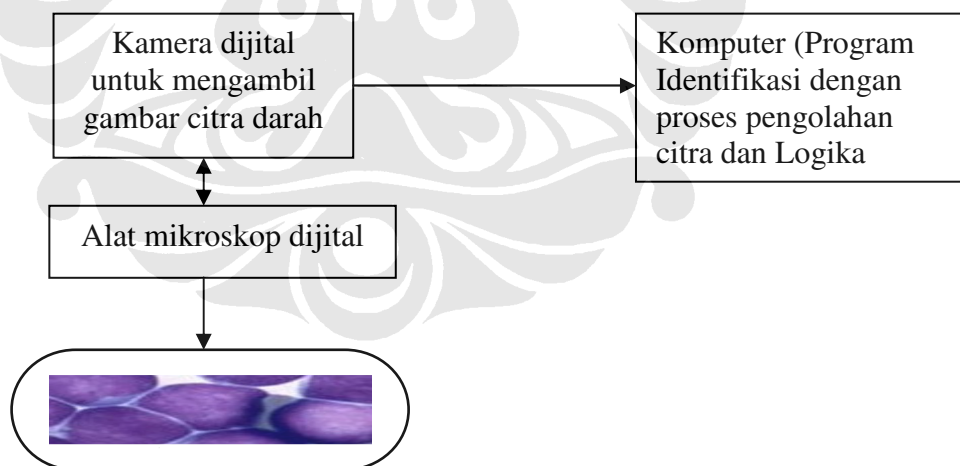 Kamera dijital
untuk mengambil
gambar citra darah
Komputer (Program
Identifikasi dengan
proses pengolahan
citra dan Logika
Alat mikroskop dijital